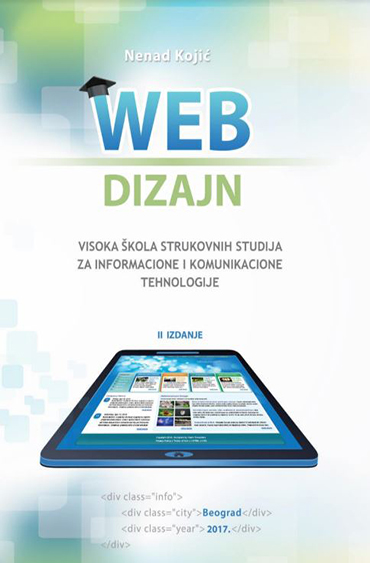 Nenad Kojić
WEB
DIZAJN
VISOKA ŠKOLA STRUKOVNIH STUDIJA
ZA INFORMACIONE I KOMUNIKACIONE
TEHNOLOGIJE
II IZDANJE
<div class="info">
<div class="city">Beograd</div>
<div class="year"> 2017.</div>
</div>